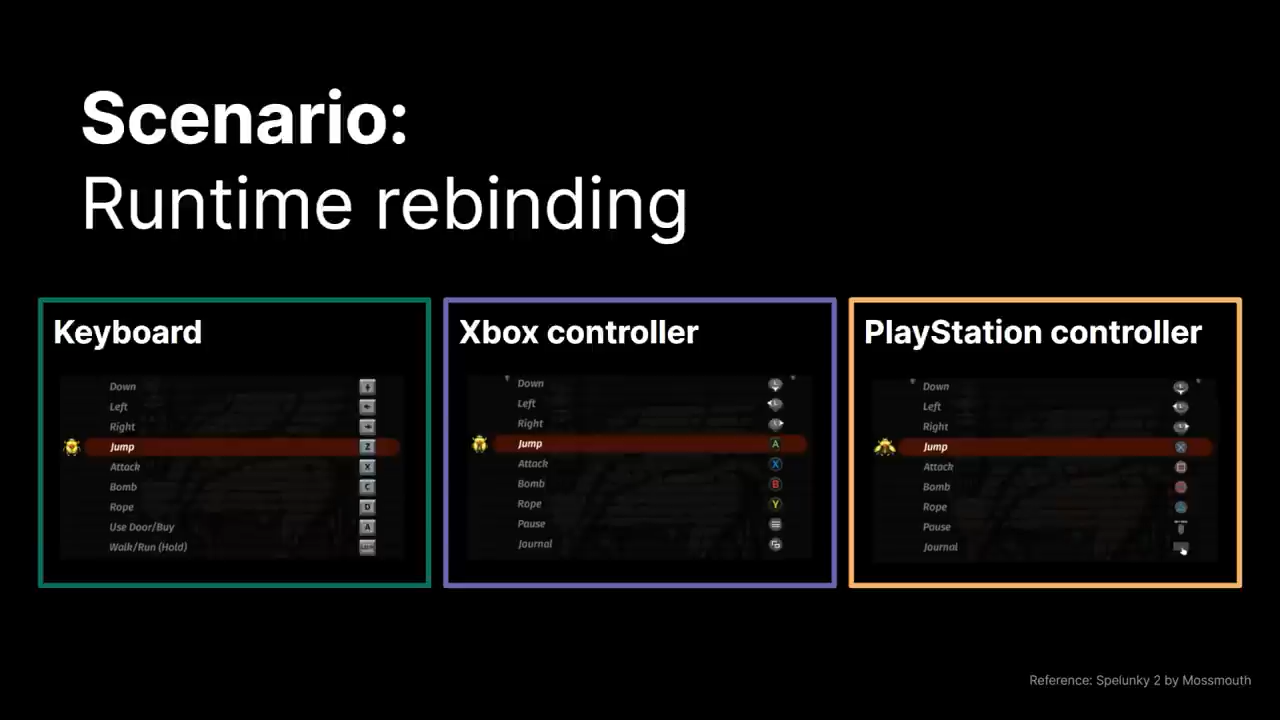 Scenario:
Runtime rebinding
Keyboard
Down
Left
Right
Jump Z
Attack X
Bomb C
Rope D
Use Door/Buy A
Walk/Run (Hold)
Xbox controller
Down L
Left L
Right L
Jump A
Attack X
Bomb B
Rope Y
Pause
Journal
PlayStation controller
Down L
Left L
Right L
Jump
Attack
Bomb
Rope
Pause
Journal
Reference: Spelunky 2 by Mossmouth